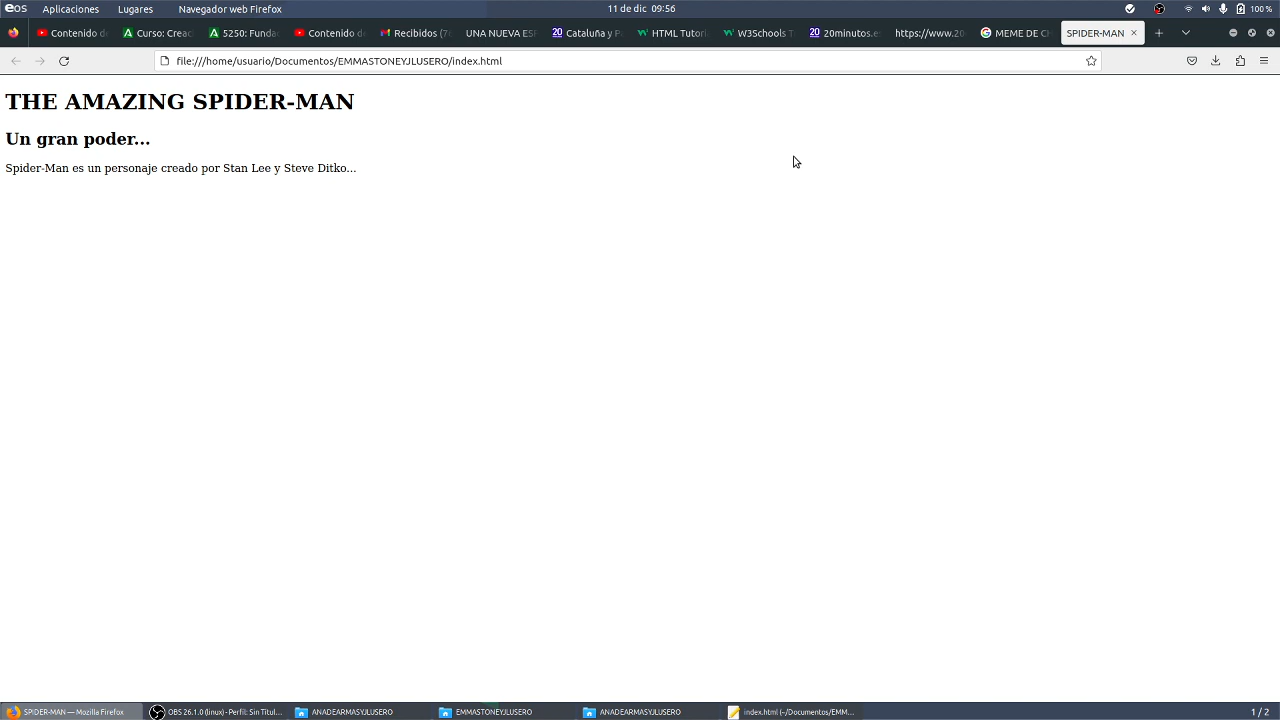 eos Aplicaciones Lugares Navegador web Firefox 11 de dic 09:56 100 %
Contenido de Curso: Creac 5250: Funda Contenido de Recibidos UNA NUEVA ESP Cataluña y HTML Tutori W3Schools T 20minutos.es https://www.20 MEME DE CH SPIDER-MAN
file:///home/usuario/Documentos/EMMASTONEYJLUSERO/index.html
THE AMAZING SPIDER-MAN
Un gran poder...
Spider-Man es un personaje creado por Stan Lee y Steve Ditko...
SPIDER-MAN — Mozilla Firefox OBS 26.1.0 (linux) - Perfil: Sin Títul... ANADEARMASYJLUSERO EMMASTONEYJLUSERO ANADEARMASYJLUSERO index.html (~/Documentos/EMM... 1 / 2